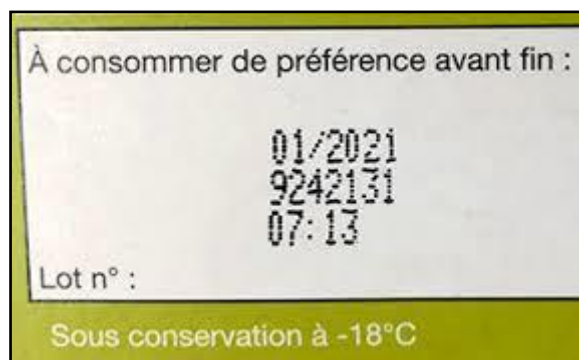 À consommer de préférence avant fin :
01/2021
9242131
07:13
Lot n° :
Sous conservation à -18°C